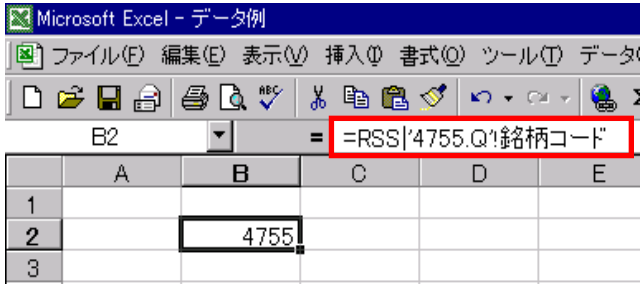 Microsoft Excel - データ例
ファイル(F) 編集(E) 表示(V) 挿入(I) 書式(O) ツール(T) データ(
B2 = =RSS|'4755.Q'!銘柄コード
A B C D E
1
2 4755
3